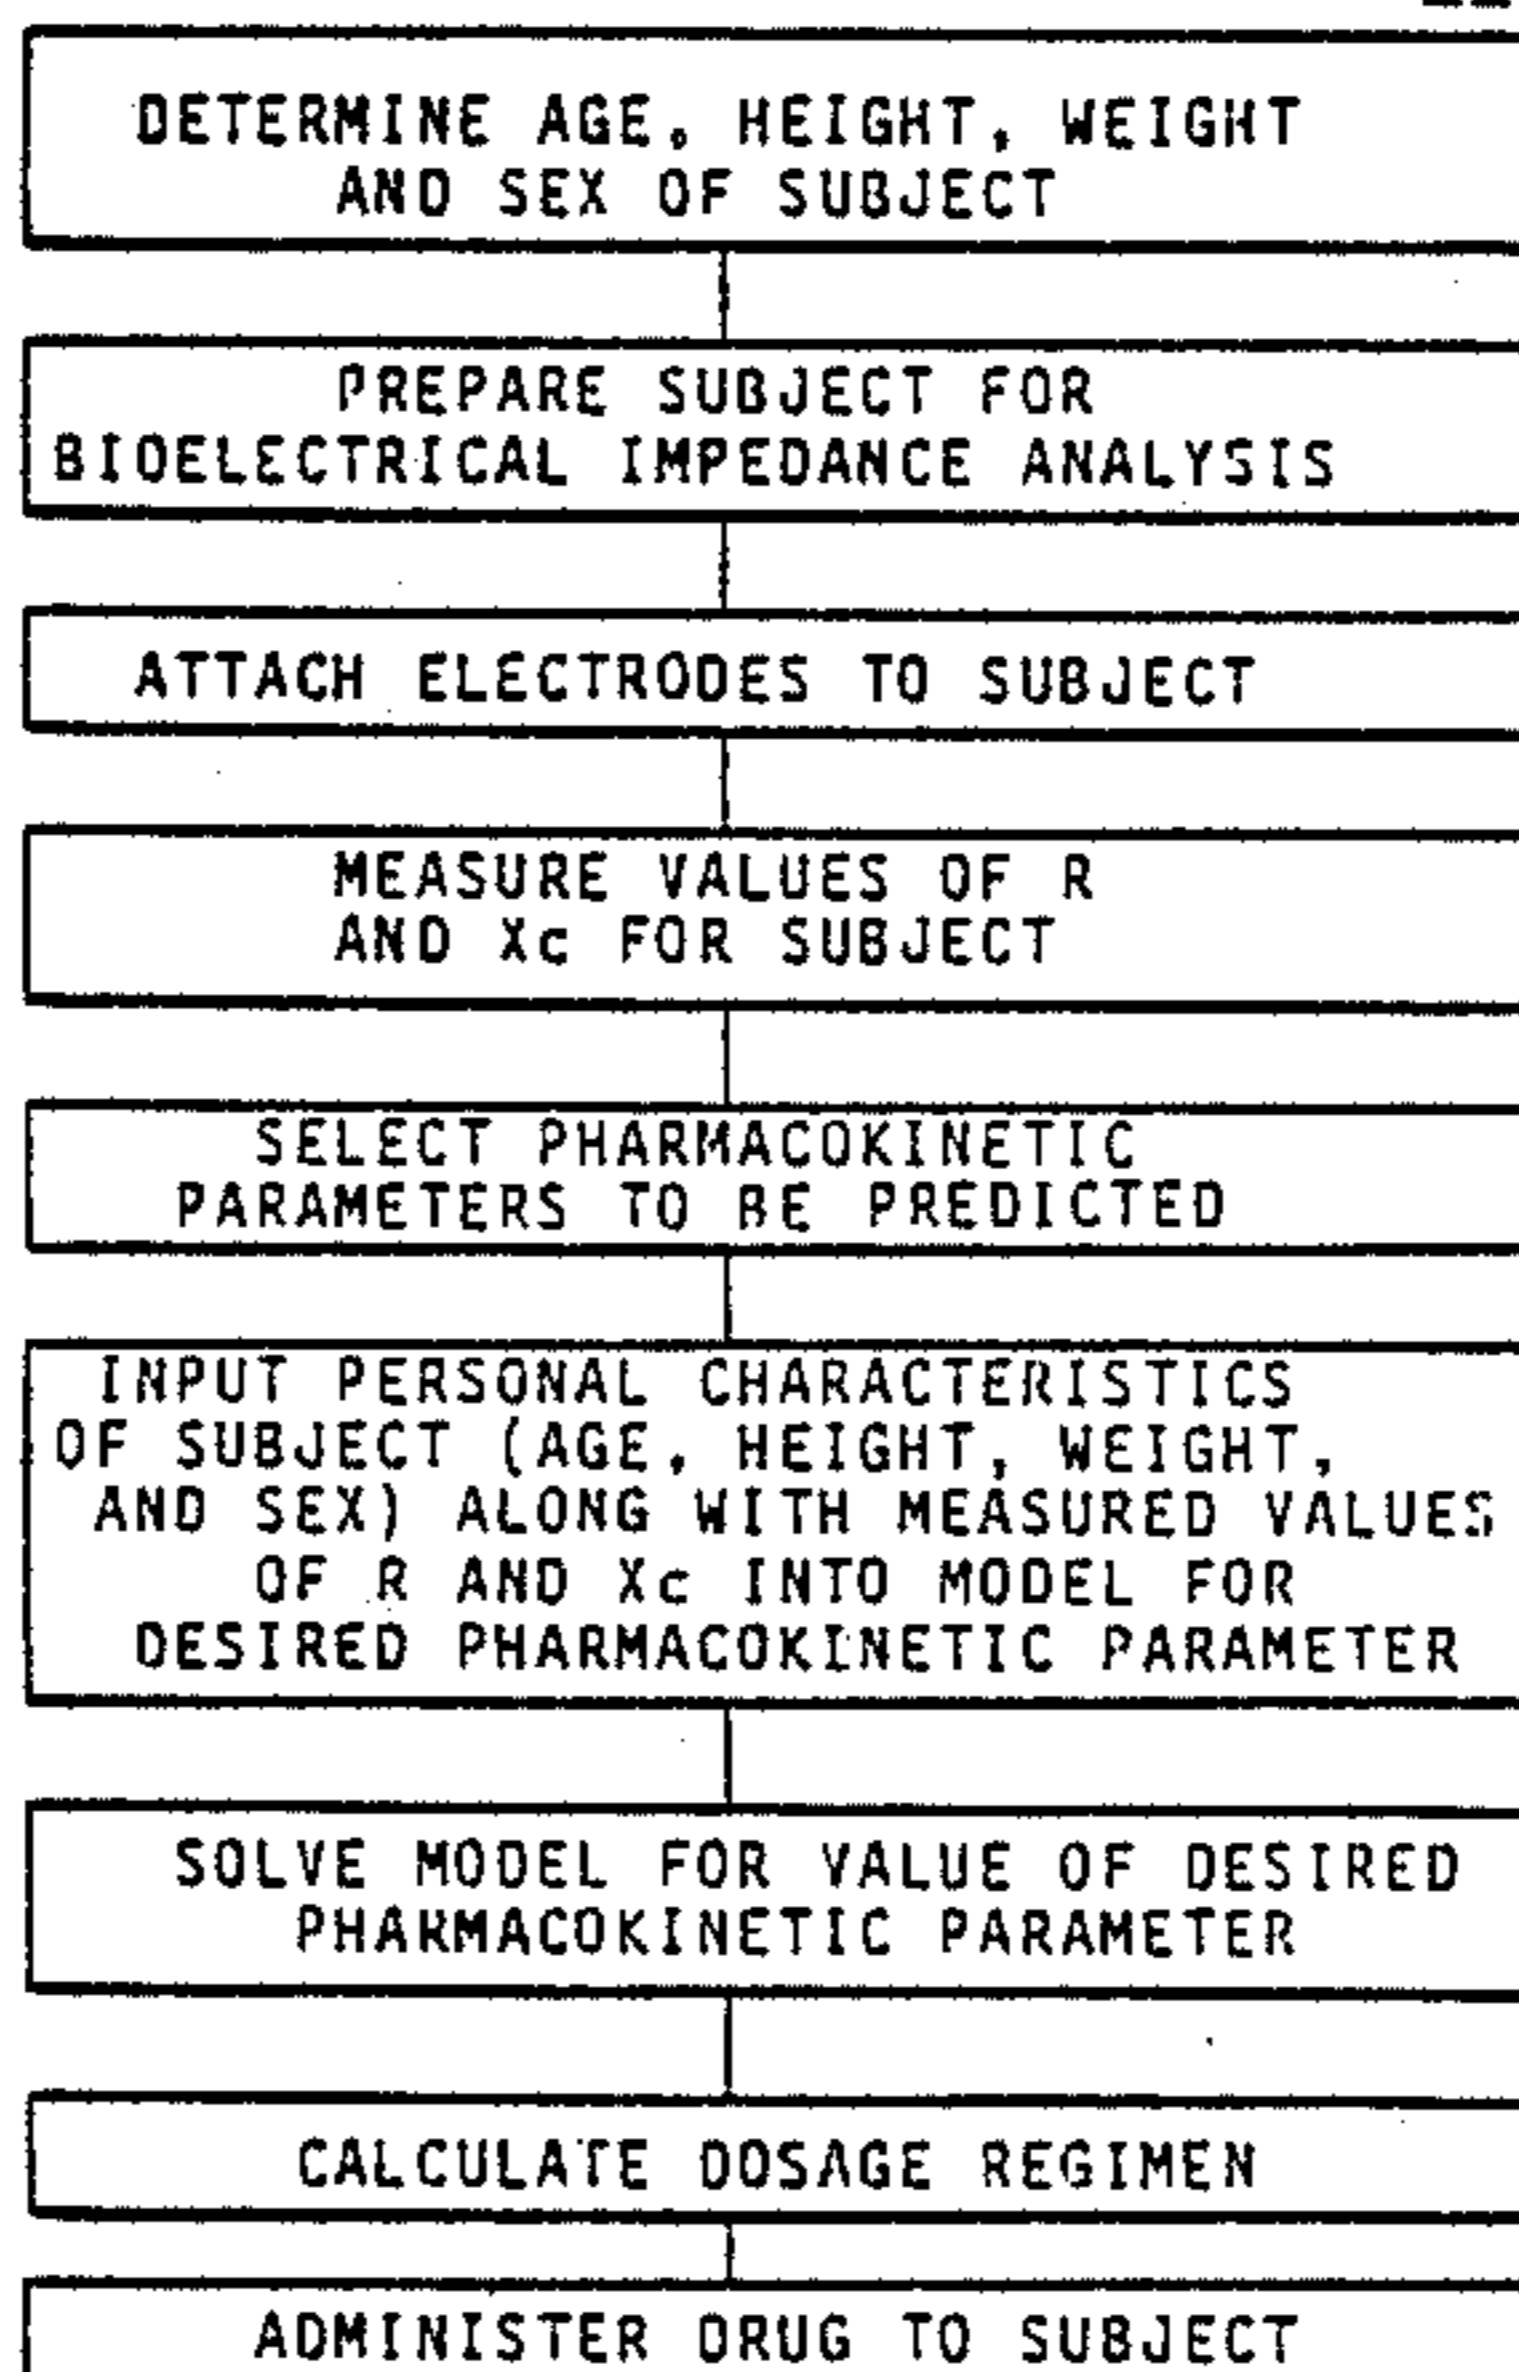 DETERMINE AGE, HEIGHT, WEIGHT
AND SEX OF SUBJECT
PREPARE SUBJECT FOR
BIOELECTRICAL IMPEDANCE ANALYSIS
ATTACH ELECTRODES TO SUBJECT
MEASURE VALUES OF R
AND Xc FOR SUBJECT
SELECT PHARMACOKINETIC
PARAMETERS TO BE PREDICTED
INPUT PERSONAL CHARACTERISTICS
OF SUBJECT (AGE, HEIGHT, WEIGHT,
AND SEX) ALONG WITH MEASURED VALUES
OF R AND Xc INTO MODEL FOR
DESIRED PHARMACOKINETIC PARAMETER
SOLVE MODEL FOR VALUE OF DESIRED
PHARMACOKINETIC PARAMETER
CALCULATE DOSAGE REGIMEN
ADMINISTER DRUG TO SUBJECT